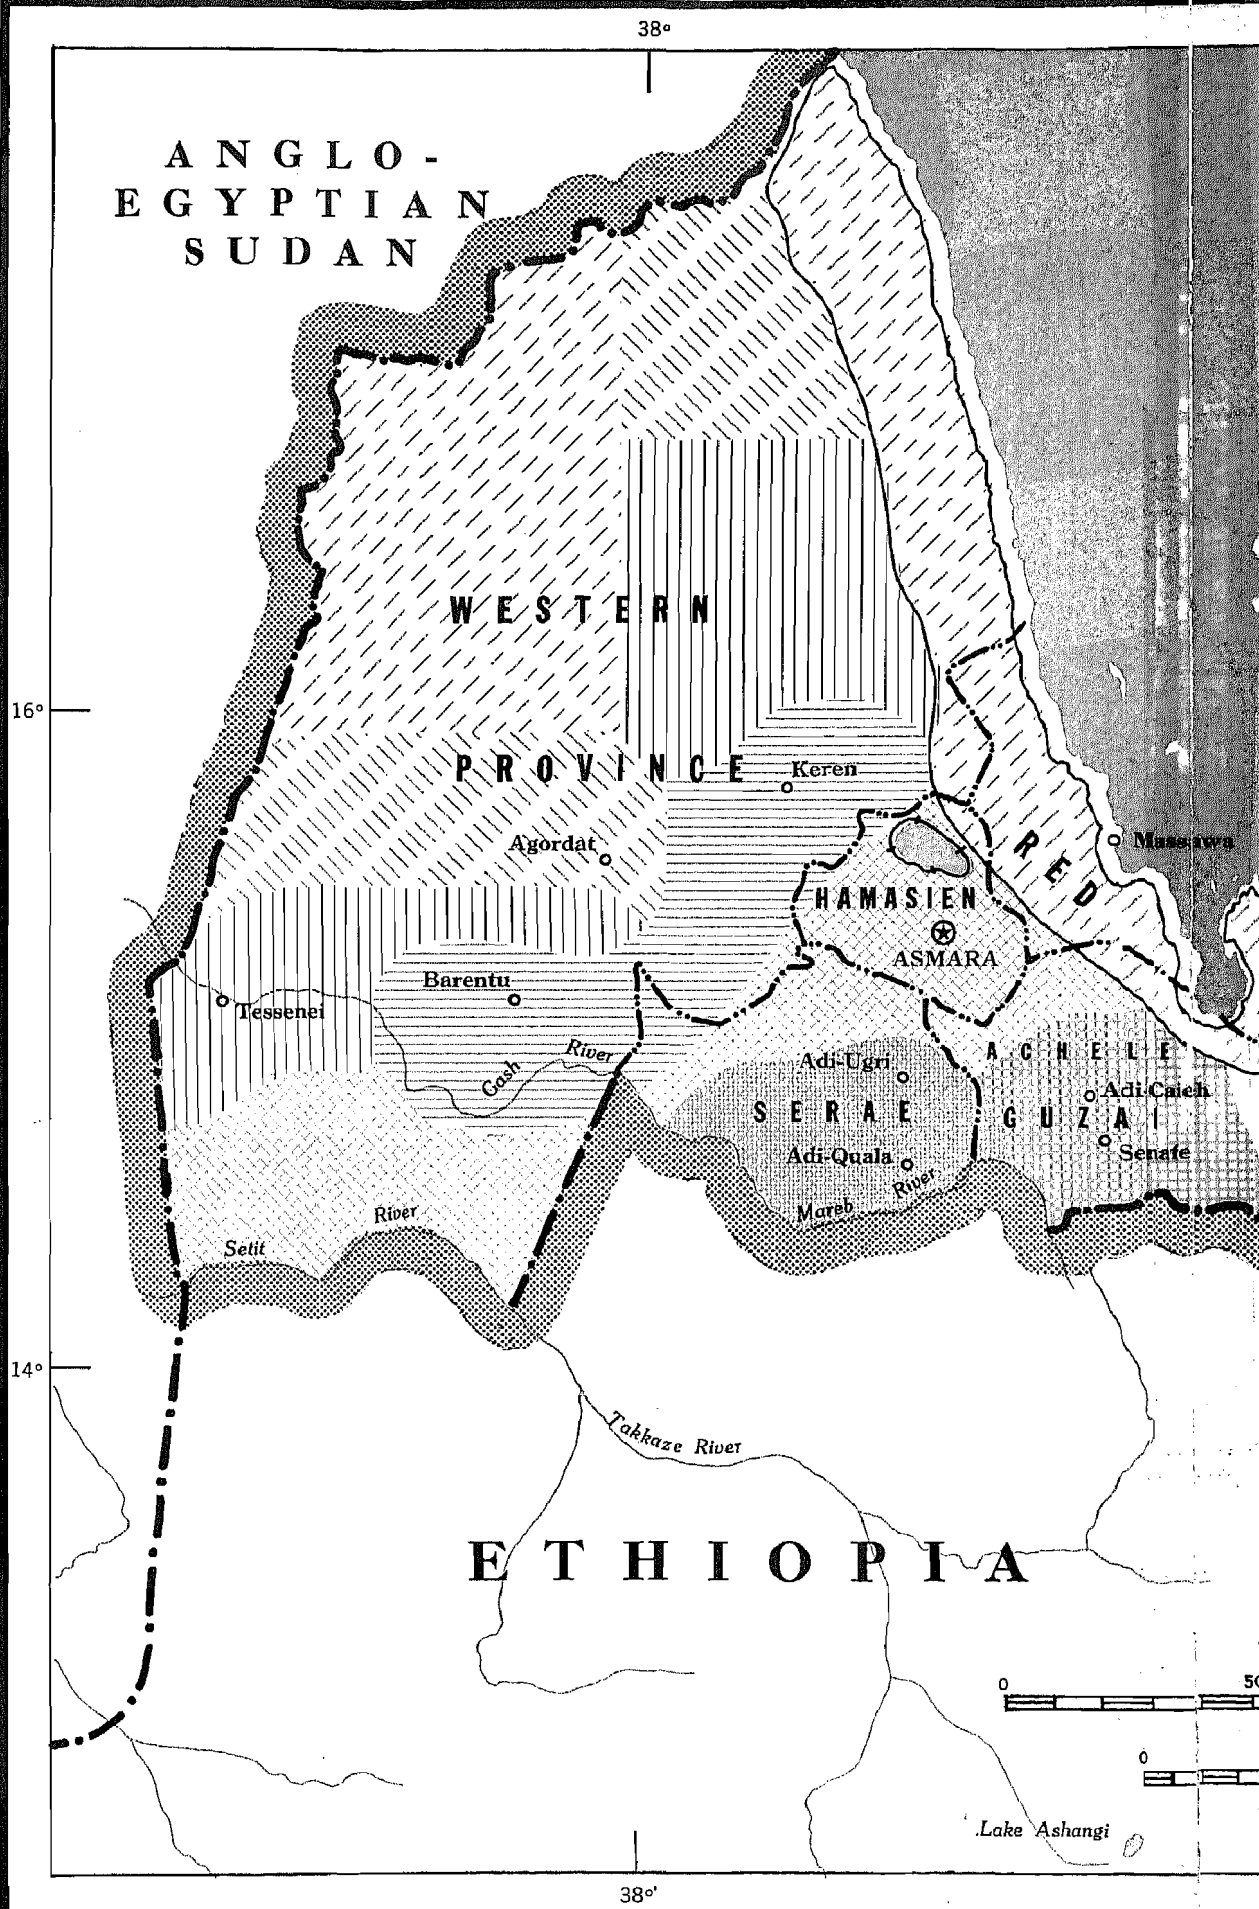 38°
ANGLO-
EGYPTIAN
SUDAN
WESTERN
16°
PROVINCE
Keren
Agordat
RED
Massawa
HAMASIEN
ASMARA
Barentu
Tessenei
Gash River
ACHELE
Adi-Ugri
Adi-Caieh
SERAE
GUZAI
Adi-Quala
Senafe
Mareb River
Setit River
14°
Takkaze River
ETHIOPIA
0 50
0
Lake Ashangi
38°